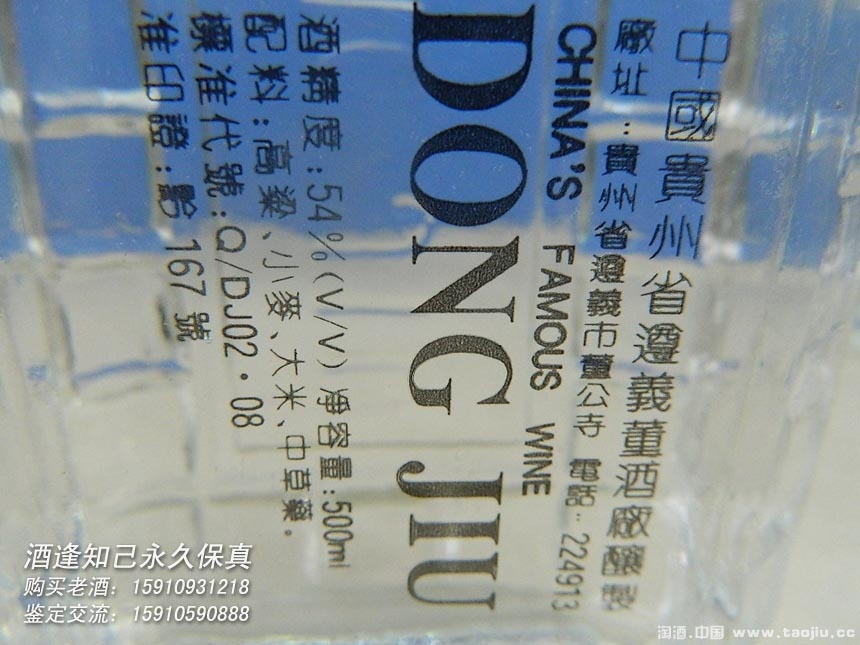 中國貴州省遵義董酒廠釀製
廠址：貴州省遵義市董公寺 電話：224913
CHINA'S FAMOUS WINE
DONG JIU
酒精度：54%(V/V) 净容量：500ml
配料：高粱、小麥、大米、中草藥。
標准代號：Q/DJ02·08
准印證：黔167號
酒逢知己永久保真
购买老酒：15910931218
鉴定交流：15910590888
淘酒.中国 www.taojiu.cc